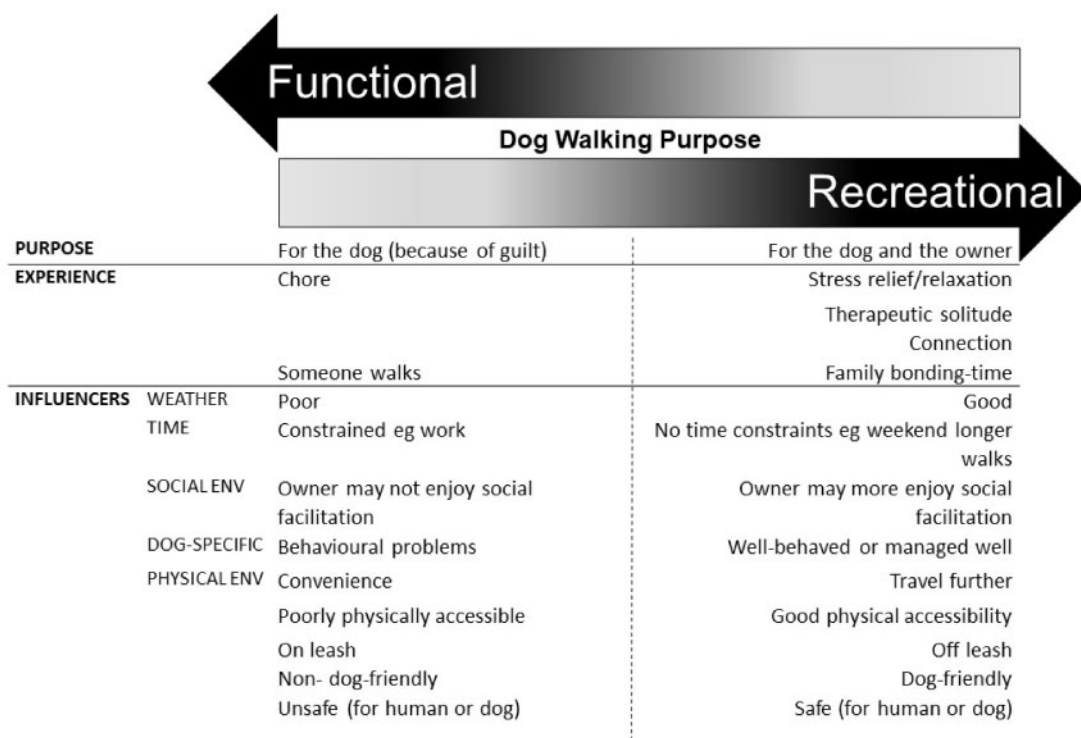 Functional
Dog Walking Purpose
Recreational
PURPOSE For the dog (because of guilt) For the dog and the owner
EXPERIENCE Chore Stress relief/relaxation
Therapeutic solitude
Connection
Someone walks Family bonding-time
INFLUENCERS WEATHER Poor Good
TIME Constrained eg work No time constraints eg weekend longer
walks
SOCIAL ENV Owner may not enjoy social Owner may more enjoy social
facilitation facilitation
DOG-SPECIFIC Behavioural problems Well-behaved or managed well
PHYSICAL ENV Convenience Travel further
Poorly physically accessible Good physical accessibility
On leash Off leash
Non- dog-friendly Dog-friendly
Unsafe (for human or dog) Safe (for human or dog)